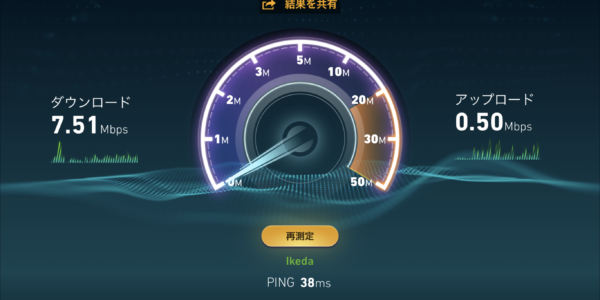 結果を共有
ダウンロード
7.51 Mbps
アップロード
0.50 Mbps
0M
1M
2M
3M
5M
10M
20M
30M
50M
再測定
Ikeda
PING 38ms